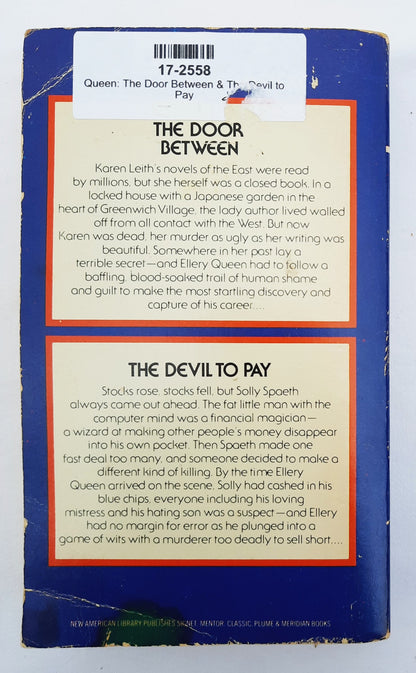 17-2558
Queen: The Door Between & The Devil to
Pay
THE DOOR
BETWEEN
Karen Leith's novels of the East were read
by millions, but she herself was a closed book. In a
locked house with a Japanese garden in the
heart of Greenwich Village, the lady author lived walled
off from all contact with the West. But now
Karen was dead, her murder as ugly as her writing was
beautiful. Somewhere in her past lay a
terrible secret—and Ellery Queen had to follow a
baffling, blood-soaked trail of human shame
and guilt to make the most startling discovery and
capture of his career....
THE DEVIL TO PAY
Stocks rose, stocks fell, but Solly Spaeth
always came out ahead. The fat little man with the
computer mind was a financial magician—
a wizard at making other people's money disappear
into his own pocket. Then Spaeth made one
fast deal too many, and someone decided to make a
different kind of killing. By the time Ellery
Queen arrived on the scene, Solly had cashed in his
blue chips, everyone including his loving
mistress and his hating son was a suspect—and Ellery
had no margin for error as he plunged into a
game of wits with a murderer too deadly to sell short....
NEW AMERICAN LIBRARY PUBLISHES SIGNET, MENTOR, CLASSIC, PLUME & MERIDIAN BOOKS